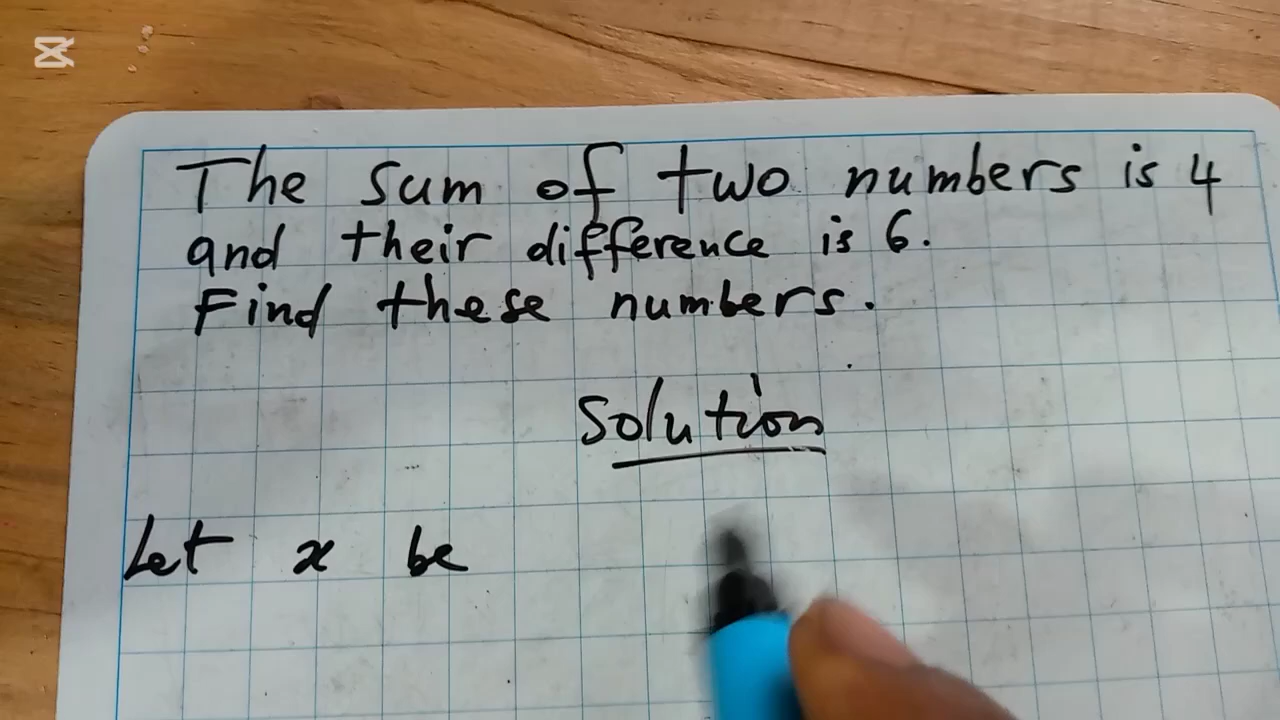 The sum of two numbers is 4
and their difference is 6.
Find these numbers.
Solution
Let x be